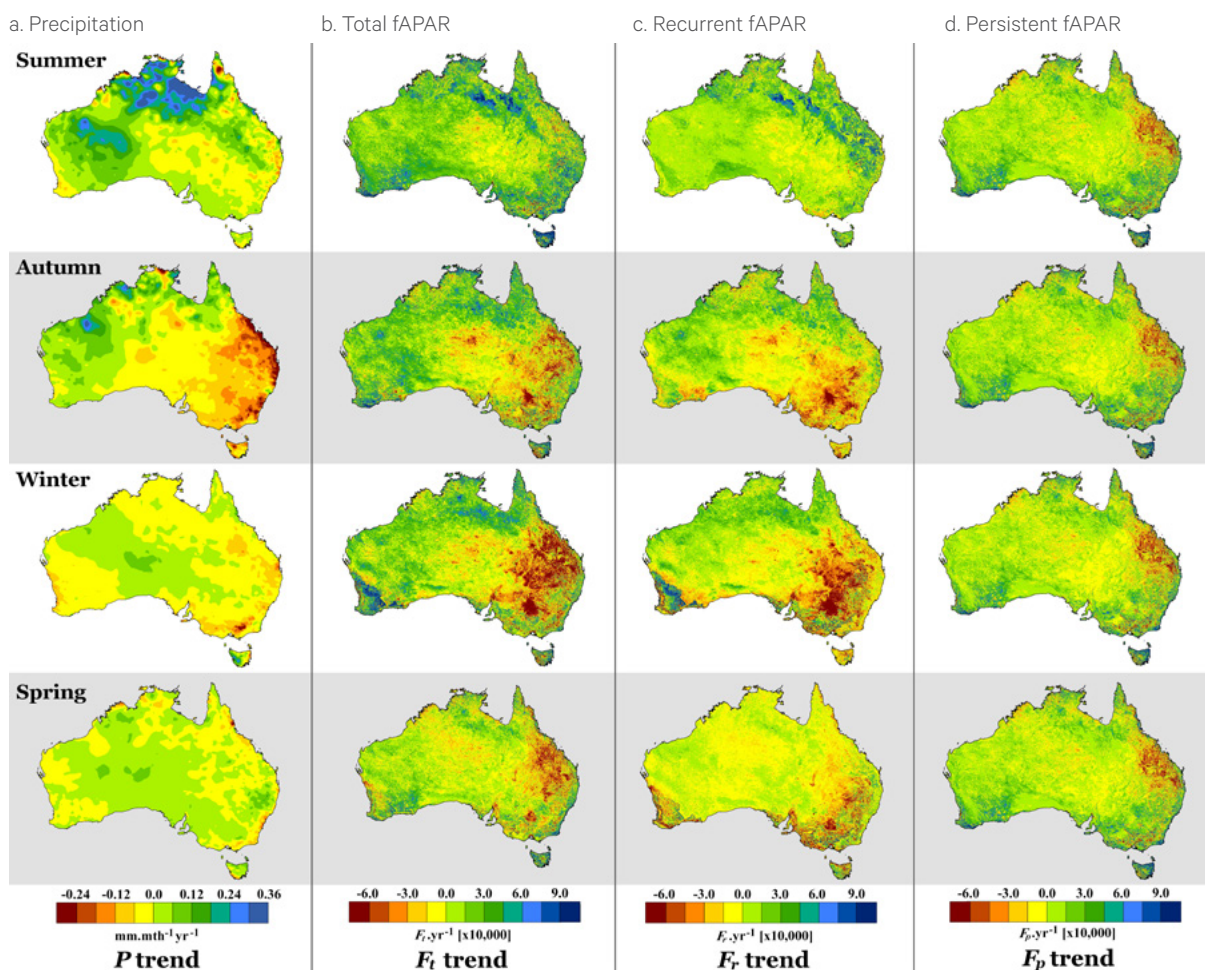 a. Precipitation
b. Total fAPAR
c. Recurrent fAPAR
d. Persistent fAPAR
Summer
Autumn
Winter
Spring
-0.24 -0.12 0.0 0.12 0.24 0.36
mm.mth⁻¹ yr⁻¹
P trend
-6.0 -3.0 0.0 3.0 6.0 9.0
Fᵣ.yr⁻¹ [x10,000]
Fₜ trend
-6.0 -3.0 0.0 3.0 6.0 9.0
Fᵣ.yr⁻¹ [x10,000]
Fᵣ trend
-6.0 -3.0 0.0 3.0 6.0 9.0
Fₚ.yr⁻¹ [x10,000]
Fₚ trend